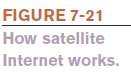 FIGURE 7-21
How satellite
Internet works.